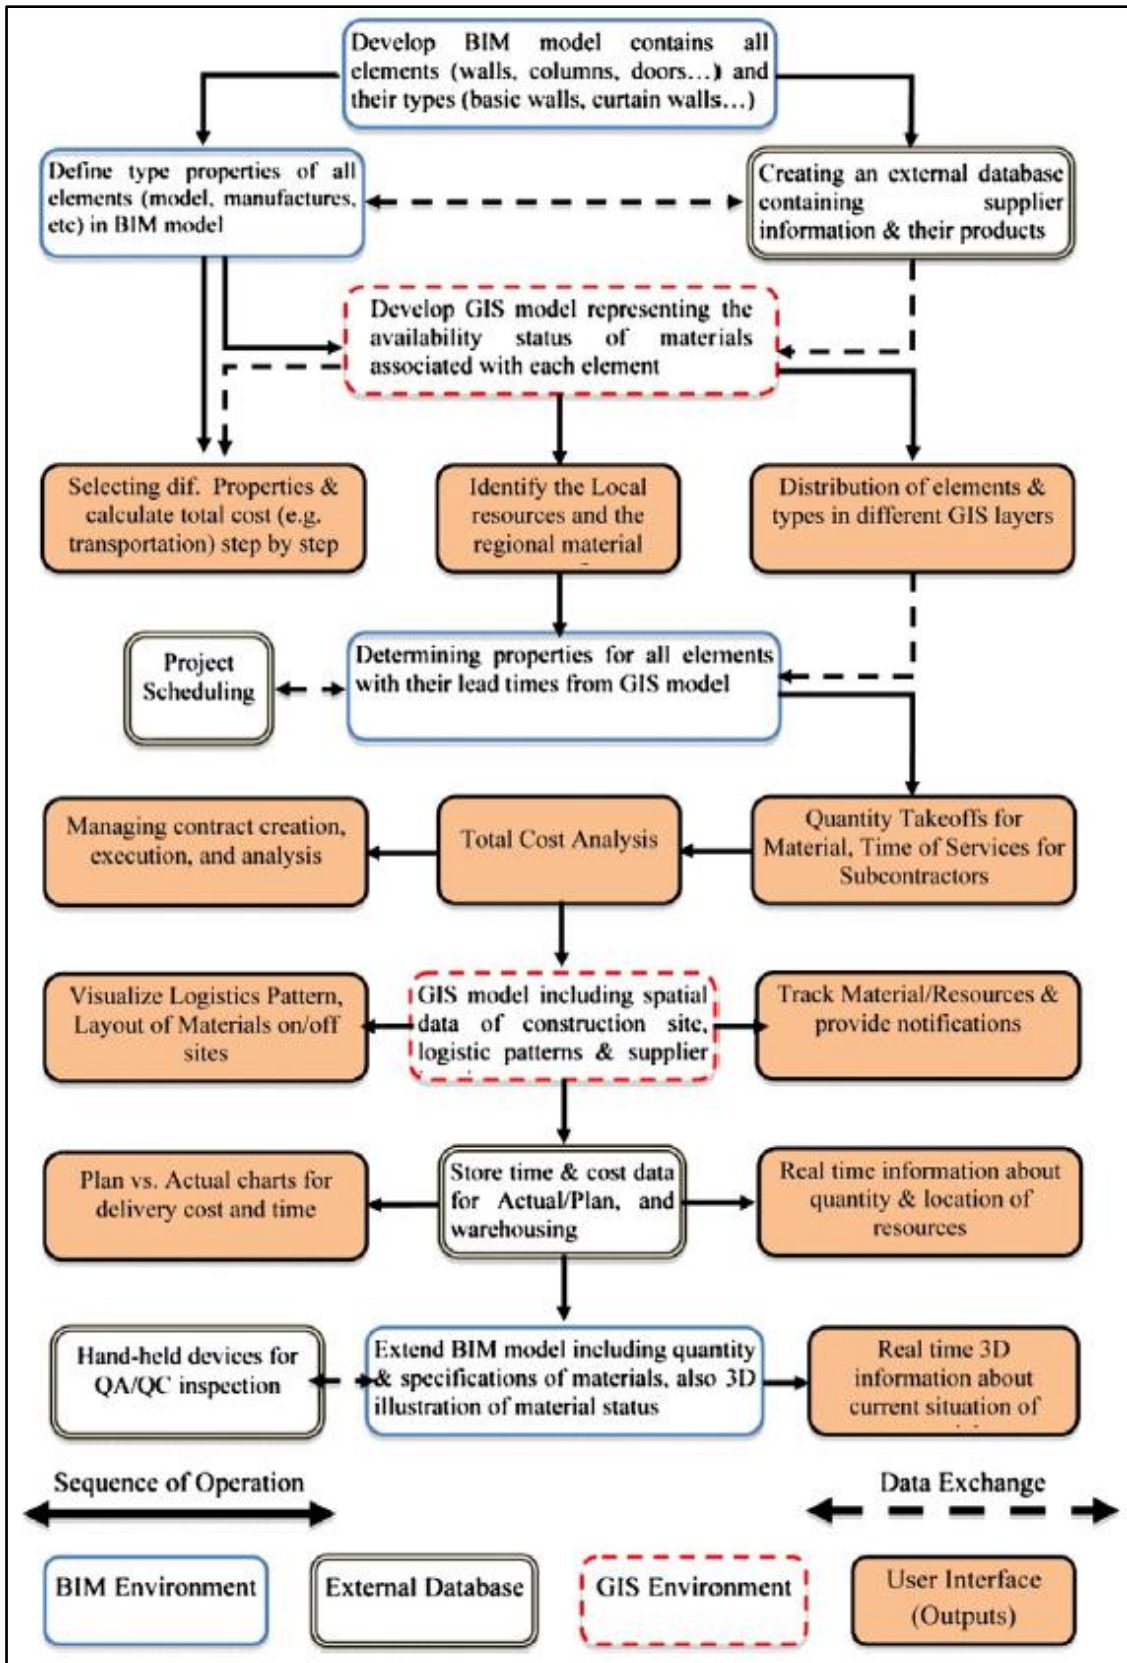 Develop BIM model contains all
elements (walls, columns, doors...) and
their types (basic walls, curtain walls...)
Define type properties of all
elements (model, manufactures,
etc) in BIM model
Creating an external database
containing supplier
information & their products
Develop GIS model representing the
availability status of materials
associated with each element
Selecting dif. Properties &
calculate total cost (e.g.
transportation) step by step
Identify the Local
resources and the
regional material
Distribution of elements &
types in different GIS layers
Project
Scheduling
Determining properties for all elements
with their lead times from GIS model
Managing contract creation,
execution, and analysis
Total Cost Analysis
Quantity Takeoffs for
Material, Time of Services for
Subcontractors
Visualize Logistics Pattern,
Layout of Materials on/off
sites
GIS model including spatial
data of construction site,
logistic patterns & supplier
Track Material/Resources &
provide notifications
Plan vs. Actual charts for
delivery cost and time
Store time & cost data
for Actual/Plan, and
warehousing
Real time information about
quantity & location of
resources
Hand-held devices for
QA/QC inspection
Extend BIM model including quantity
& specifications of materials, also 3D
illustration of material status
Real time 3D
information about
current situation of
Sequence of Operation
Data Exchange
BIM Environment
External Database
GIS Environment
User Interface
(Outputs)